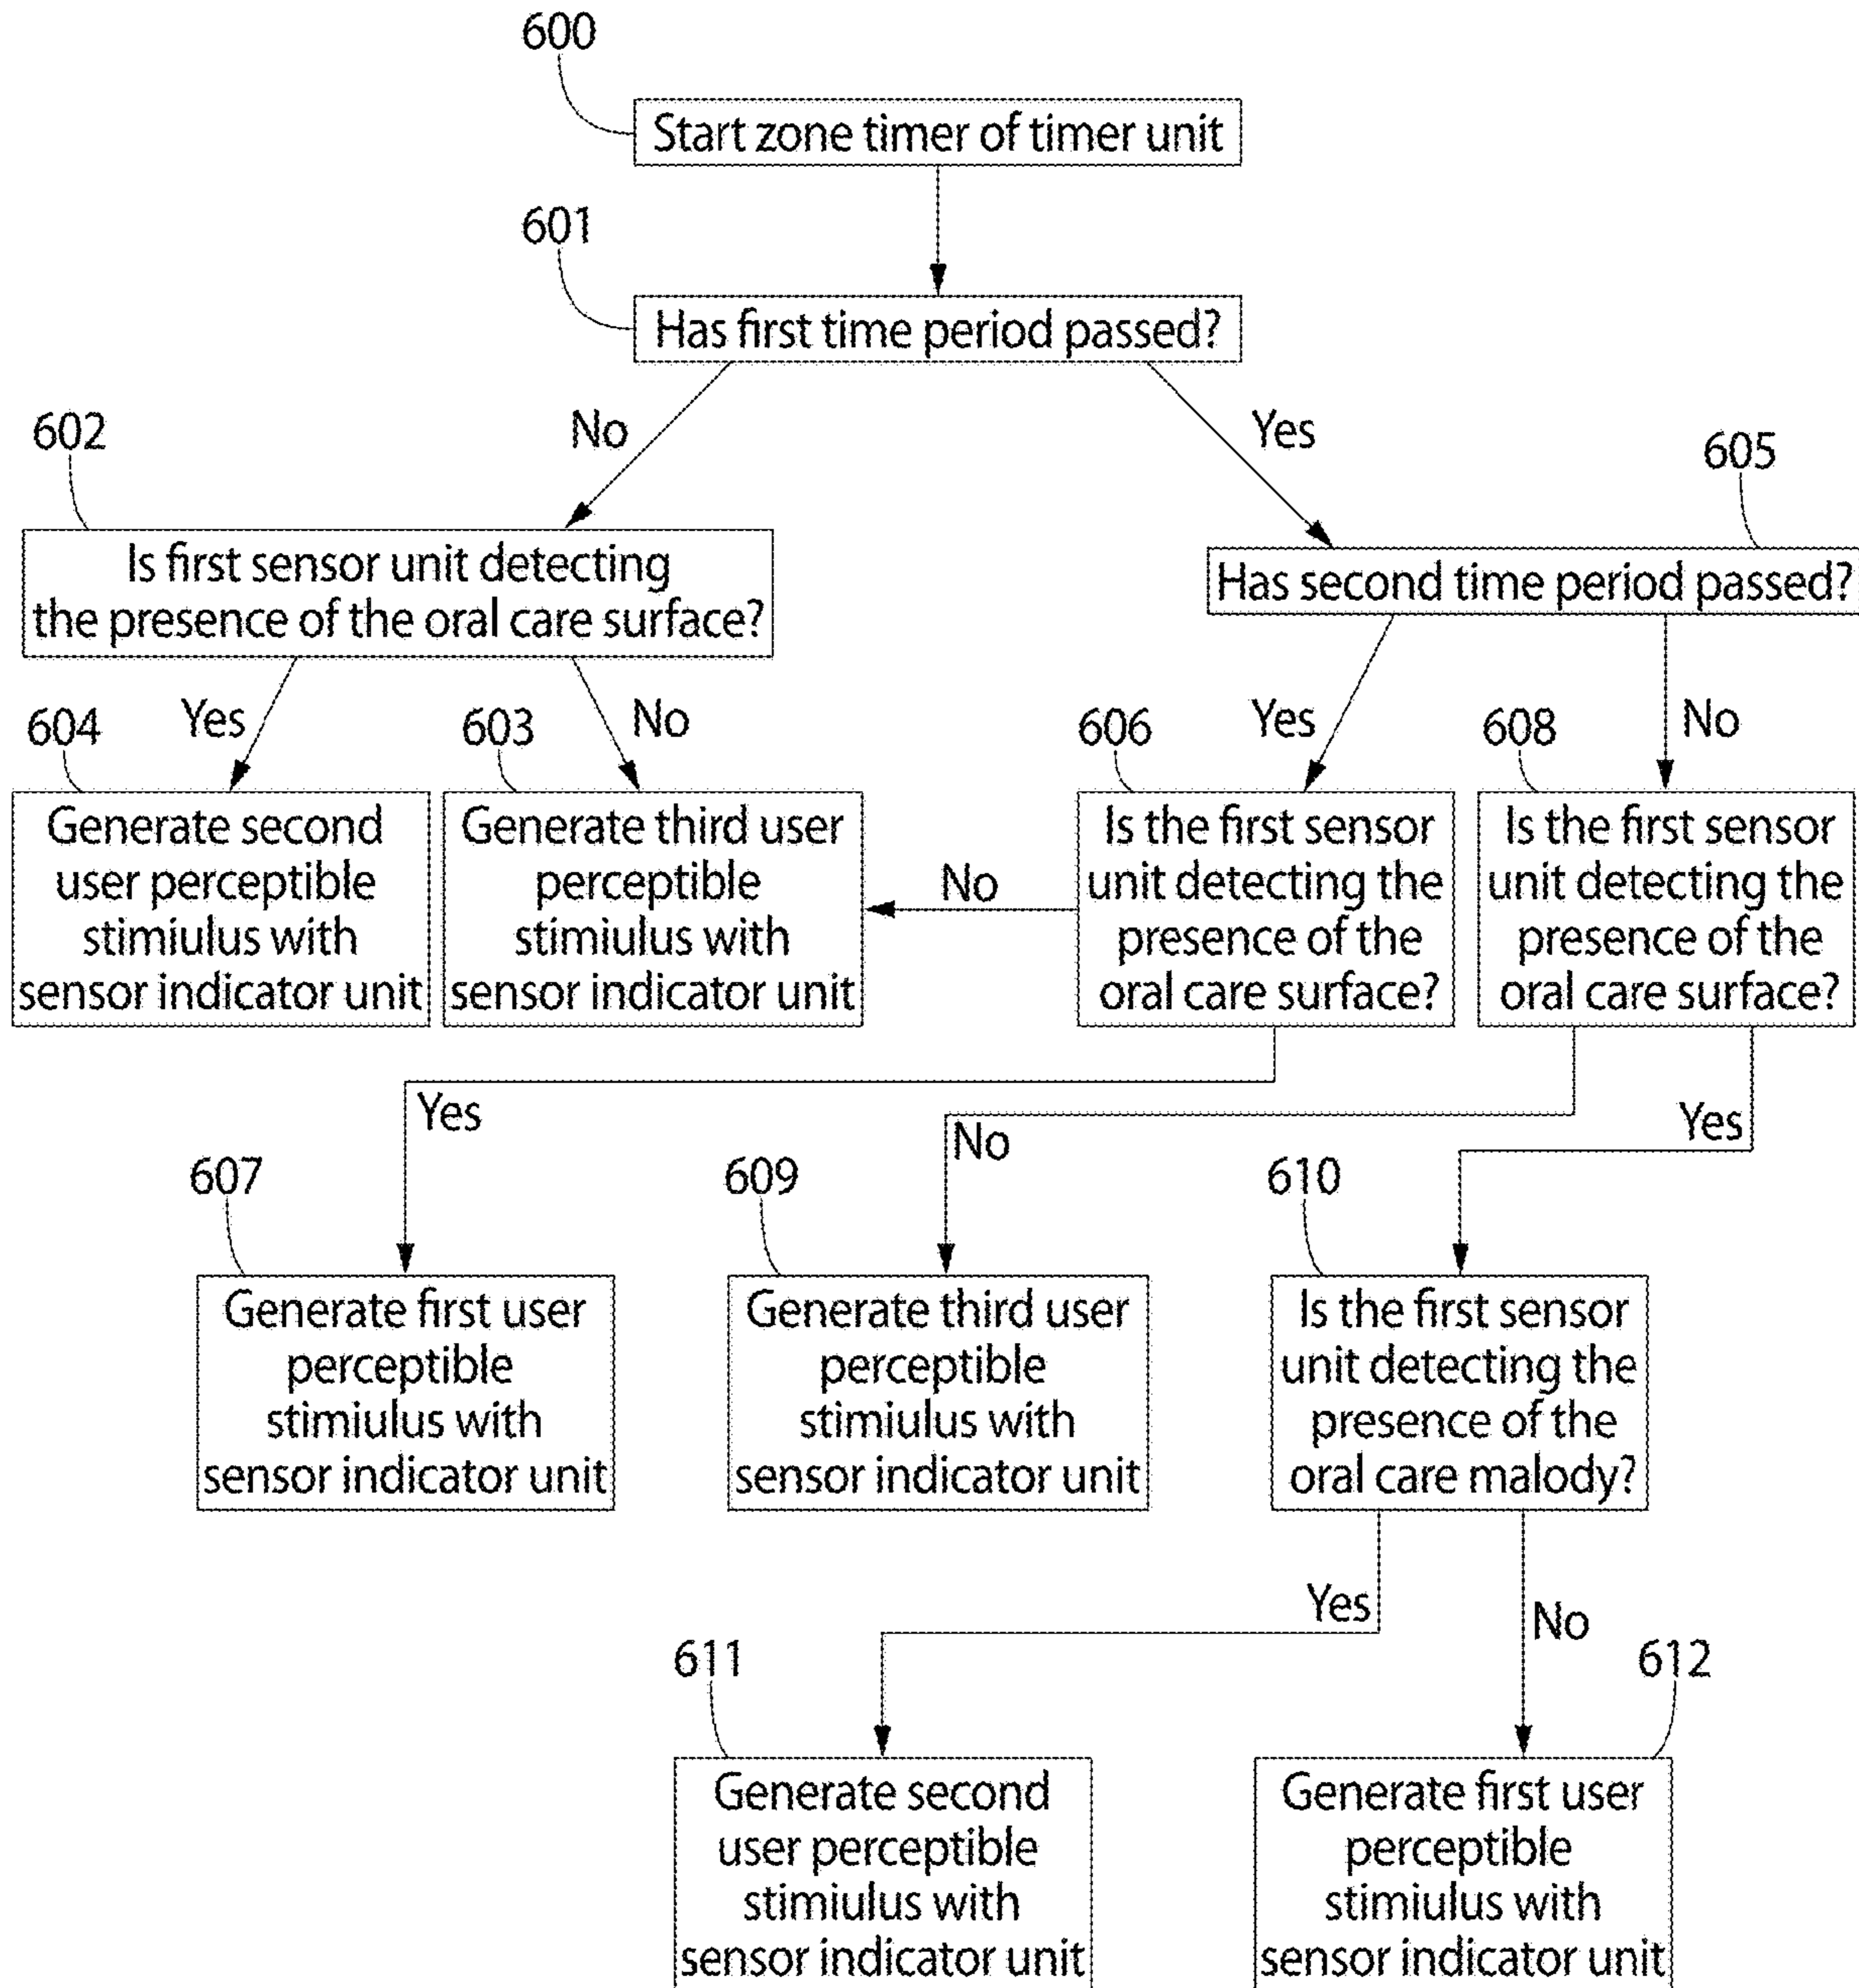 600
Start zone timer of timer unit
601
Has first time period passed?
No
Yes
602
605
Is first sensor unit detecting
the presence of the oral care surface?
Has second time period passed?
Yes
No
Yes
No
604
603
606
608
Generate second
user perceptible
stimiulus with
sensor indicator unit
Generate third user
perceptible
stimiulus with
sensor indicator unit
No
Is the first sensor
unit detecting the
presence of the
oral care surface?
Is the first sensor
unit detecting the
presence of the
oral care surface?
Yes
No
Yes
607
609
610
Generate first user
perceptible
stimiulus with
sensor indicator unit
Generate third user
perceptible
stimiulus with
sensor indicator unit
Is the first sensor
unit detecting the
presence of the
oral care malody?
Yes
No
611
612
Generate second
user perceptible
stimiulus with
sensor indicator unit
Generate first user
perceptible
stimiulus with
sensor indicator unit